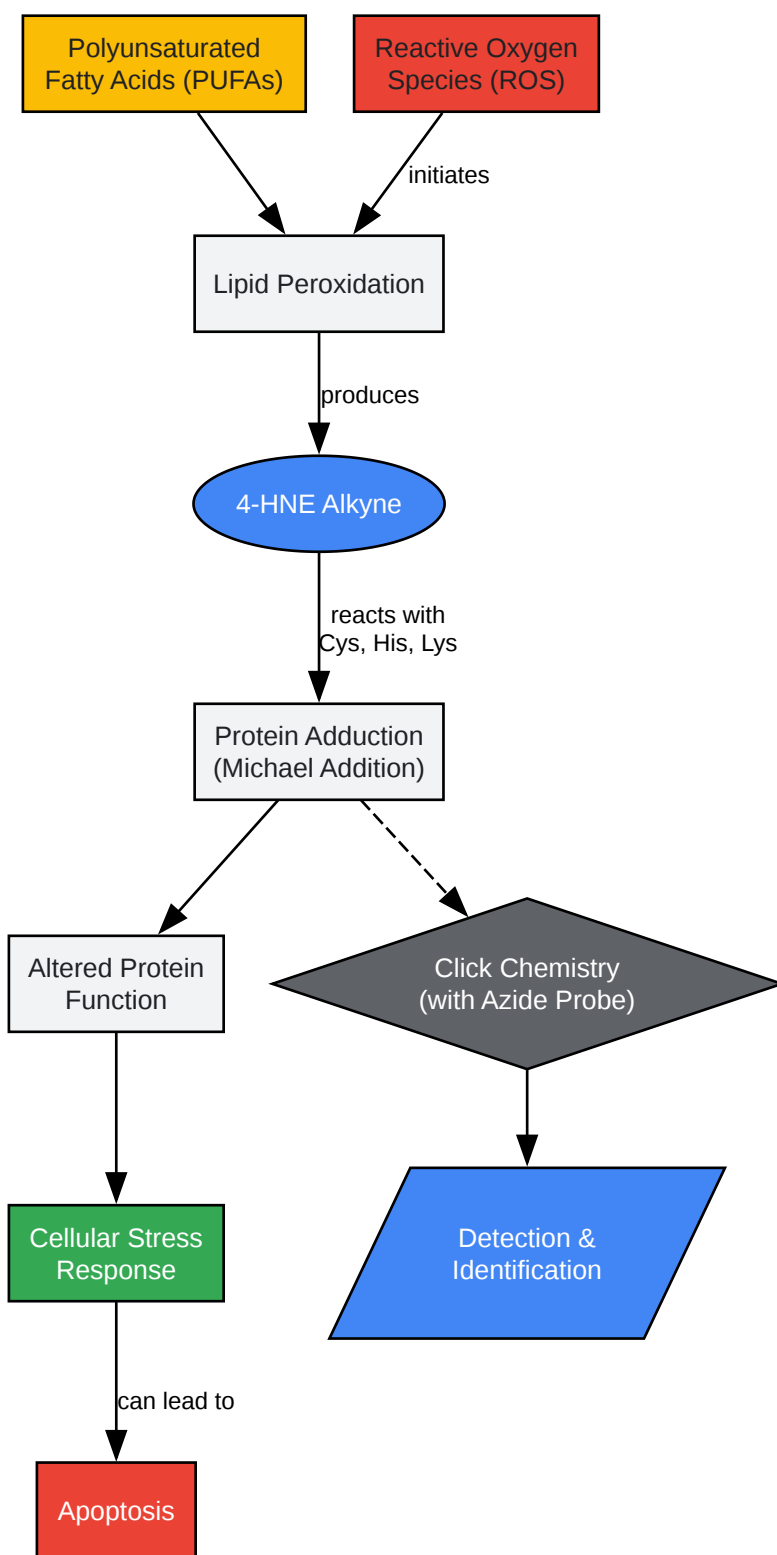 Polyunsaturated
Fatty Acids (PUFAs)
Reactive Oxygen
Species (ROS)
initiates
Lipid Peroxidation
produces
4-HNE Alkyne
reacts with
Cys, His, Lys
Protein Adduction
(Michael Addition)
Altered Protein
Function
Click Chemistry
(with Azide Probe)
Cellular Stress
Response
Detection &
Identification
can lead to
Apoptosis